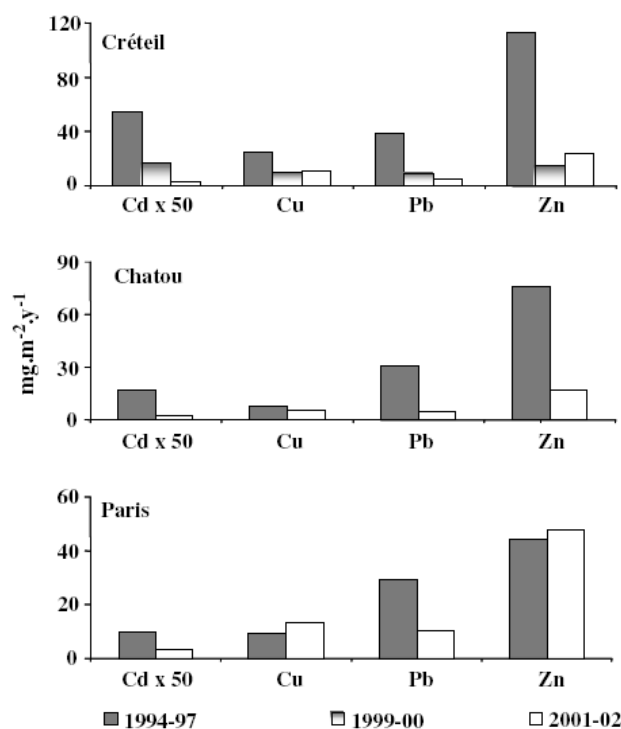 120
Créteil
80
40
0
Cd x 50 Cu Pb Zn
90
Chatou
60
30
0
Cd x 50 Cu Pb Zn
mg.m⁻².y⁻¹
60
Paris
40
20
0
Cd x 50 Cu Pb Zn
1994-97 1999-00 2001-02